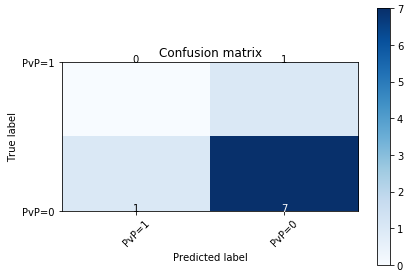 Confusion matrix
PvP=1
0 1
True label
PvP=0
1 7
PvP=1 PvP=0
Predicted label
7
6
5
4
3
2
1
0